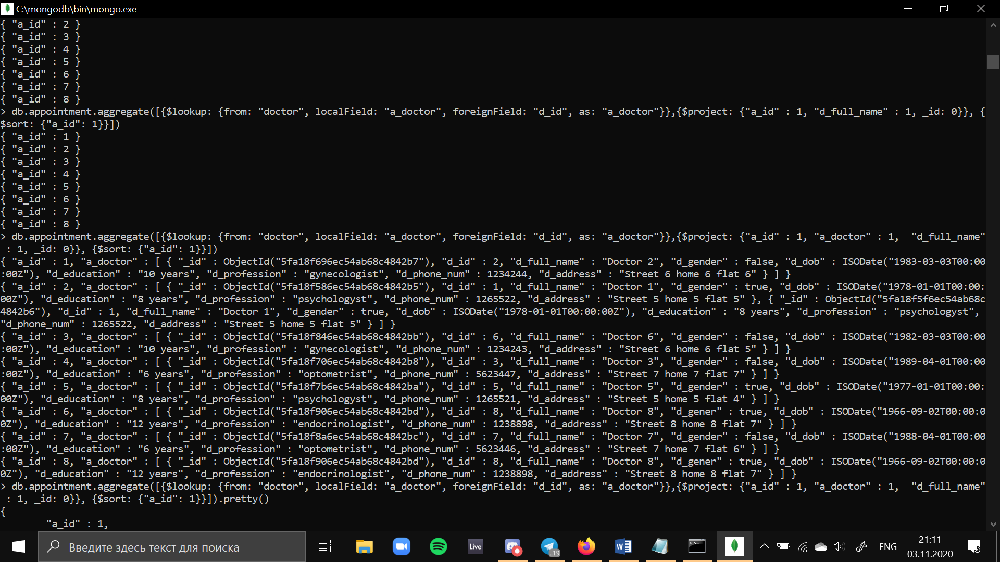 C:\mongodb\bin\mongo.exe
{ "a_id" : 2 }
{ "a_id" : 3 }
{ "a_id" : 4 }
{ "a_id" : 5 }
{ "a_id" : 6 }
{ "a_id" : 7 }
{ "a_id" : 8 }
> db.appointment.aggregate([{$lookup: {from: "doctor", localField: "a_doctor", foreignField: "d_id", as: "a_doctor"}},{$project: {"a_id" : 1, "d_full_name" : 1, _id: 0}}, {
$sort: {"a_id": 1}}])
{ "a_id" : 1 }
{ "a_id" : 2 }
{ "a_id" : 3 }
{ "a_id" : 4 }
{ "a_id" : 5 }
{ "a_id" : 6 }
{ "a_id" : 7 }
{ "a_id" : 8 }
> db.appointment.aggregate([{$lookup: {from: "doctor", localField: "a_doctor", foreignField: "d_id", as: "a_doctor"}},{$project: {"a_id" : 1, "a_doctor" : 1,  "d_full_name"
 : 1, _id: 0}}, {$sort: {"a_id": 1}}])
{ "a_id" : 1, "a_doctor" : [ { "_id" : ObjectId("5fa18f696ec54ab68c4842b7"), "d_id" : 2, "d_full_name" : "Doctor 2", "d_gender" : false, "d_dob" : ISODate("1983-03-03T00:00
:00Z"), "d_education" : "10 years", "d_profession" : "gynecologist", "d_phone_num" : 1234244, "d_address" : "Street 6 home 6 flat 6" } ] }
{ "a_id" : 2, "a_doctor" : [ { "_id" : ObjectId("5fa18f586ec54ab68c4842b5"), "d_id" : 1, "d_full_name" : "Doctor 1", "d_gender" : true, "d_dob" : ISODate("1978-01-01T00:00:
00Z"), "d_education" : "8 years", "d_profession" : "psychologyst", "d_phone_num" : 1265522, "d_address" : "Street 5 home 5 flat 5" }, { "_id" : ObjectId("5fa18f5f6ec54ab68c
4842b6"), "d_id" : 1, "d_full_name" : "Doctor 1", "d_gender" : true, "d_dob" : ISODate("1978-01-01T00:00:00Z"), "d_education" : "8 years", "d_profession" : "psychologyst",
"d_phone_num" : 1265522, "d_address" : "Street 5 home 5 flat 5" } ] }
{ "a_id" : 3, "a_doctor" : [ { "_id" : ObjectId("5fa18f846ec54ab68c4842bb"), "d_id" : 6, "d_full_name" : "Doctor 6", "d_gender" : false, "d_dob" : ISODate("1982-03-03T00:00
:00Z"), "d_education" : "10 years", "d_profession" : "gynecologist", "d_phone_num" : 1234243, "d_address" : "Street 6 home 6 flat 5" } ] }
{ "a_id" : 4, "a_doctor" : [ { "_id" : ObjectId("5fa18f706ec54ab68c4842b8"), "d_id" : 3, "d_full_name" : "Doctor 3", "d_gender" : false, "d_dob" : ISODate("1989-04-01T00:00
:00Z"), "d_education" : "6 years", "d_profession" : "optometrist", "d_phone_num" : 5623447, "d_address" : "Street 7 home 7 flat 7" } ] }
{ "a_id" : 5, "a_doctor" : [ { "_id" : ObjectId("5fa18f7b6ec54ab68c4842ba"), "d_id" : 5, "d_full_name" : "Doctor 5", "d_gender" : true, "d_dob" : ISODate("1977-01-01T00:00:
00Z"), "d_education" : "8 years", "d_profession" : "psychologyst", "d_phone_num" : 1265521, "d_address" : "Street 5 home 5 flat 4" } ] }
{ "a_id" : 6, "a_doctor" : [ { "_id" : ObjectId("5fa18f906ec54ab68c4842bd"), "d_id" : 8, "d_full_name" : "Doctor 8", "d_gener" : true, "d_dob" : ISODate("1966-09-02T00:00:0
0Z"), "d_education" : "12 years", "d_profession" : "endocrinologist", "d_phone_num" : 1238898, "d_address" : "Street 8 home 8 flat 7" } ] }
{ "a_id" : 7, "a_doctor" : [ { "_id" : ObjectId("5fa18f8a6ec54ab68c4842bc"), "d_id" : 7, "d_full_name" : "Doctor 7", "d_gender" : false, "d_dob" : ISODate("1988-04-01T00:00
:00Z"), "d_education" : "6 years", "d_profession" : "optometrist", "d_phone_num" : 5623446, "d_address" : "Street 7 home 7 flat 6" } ] }
{ "a_id" : 8, "a_doctor" : [ { "_id" : ObjectId("5fa18f906ec54ab68c4842bd"), "d_id" : 8, "d_full_name" : "Doctor 8", "d_gener" : true, "d_dob" : ISODate("1966-09-02T00:00:0
0Z"), "d_education" : "12 years", "d_profession" : "endocrinologist", "d_phone_num" : 1238898, "d_address" : "Street 8 home 8 flat 7" } ] }
> db.appointment.aggregate([{$lookup: {from: "doctor", localField: "a_doctor", foreignField: "d_id", as: "a_doctor"}},{$project: {"a_id" : 1, "a_doctor" : 1,  "d_full_name"
 : 1, _id: 0}}, {$sort: {"a_id": 1}}]).pretty()
{
        "a_id" : 1,
Введите здесь текст для поиска
Live
..19
W
ENG
21:11
03.11.2020